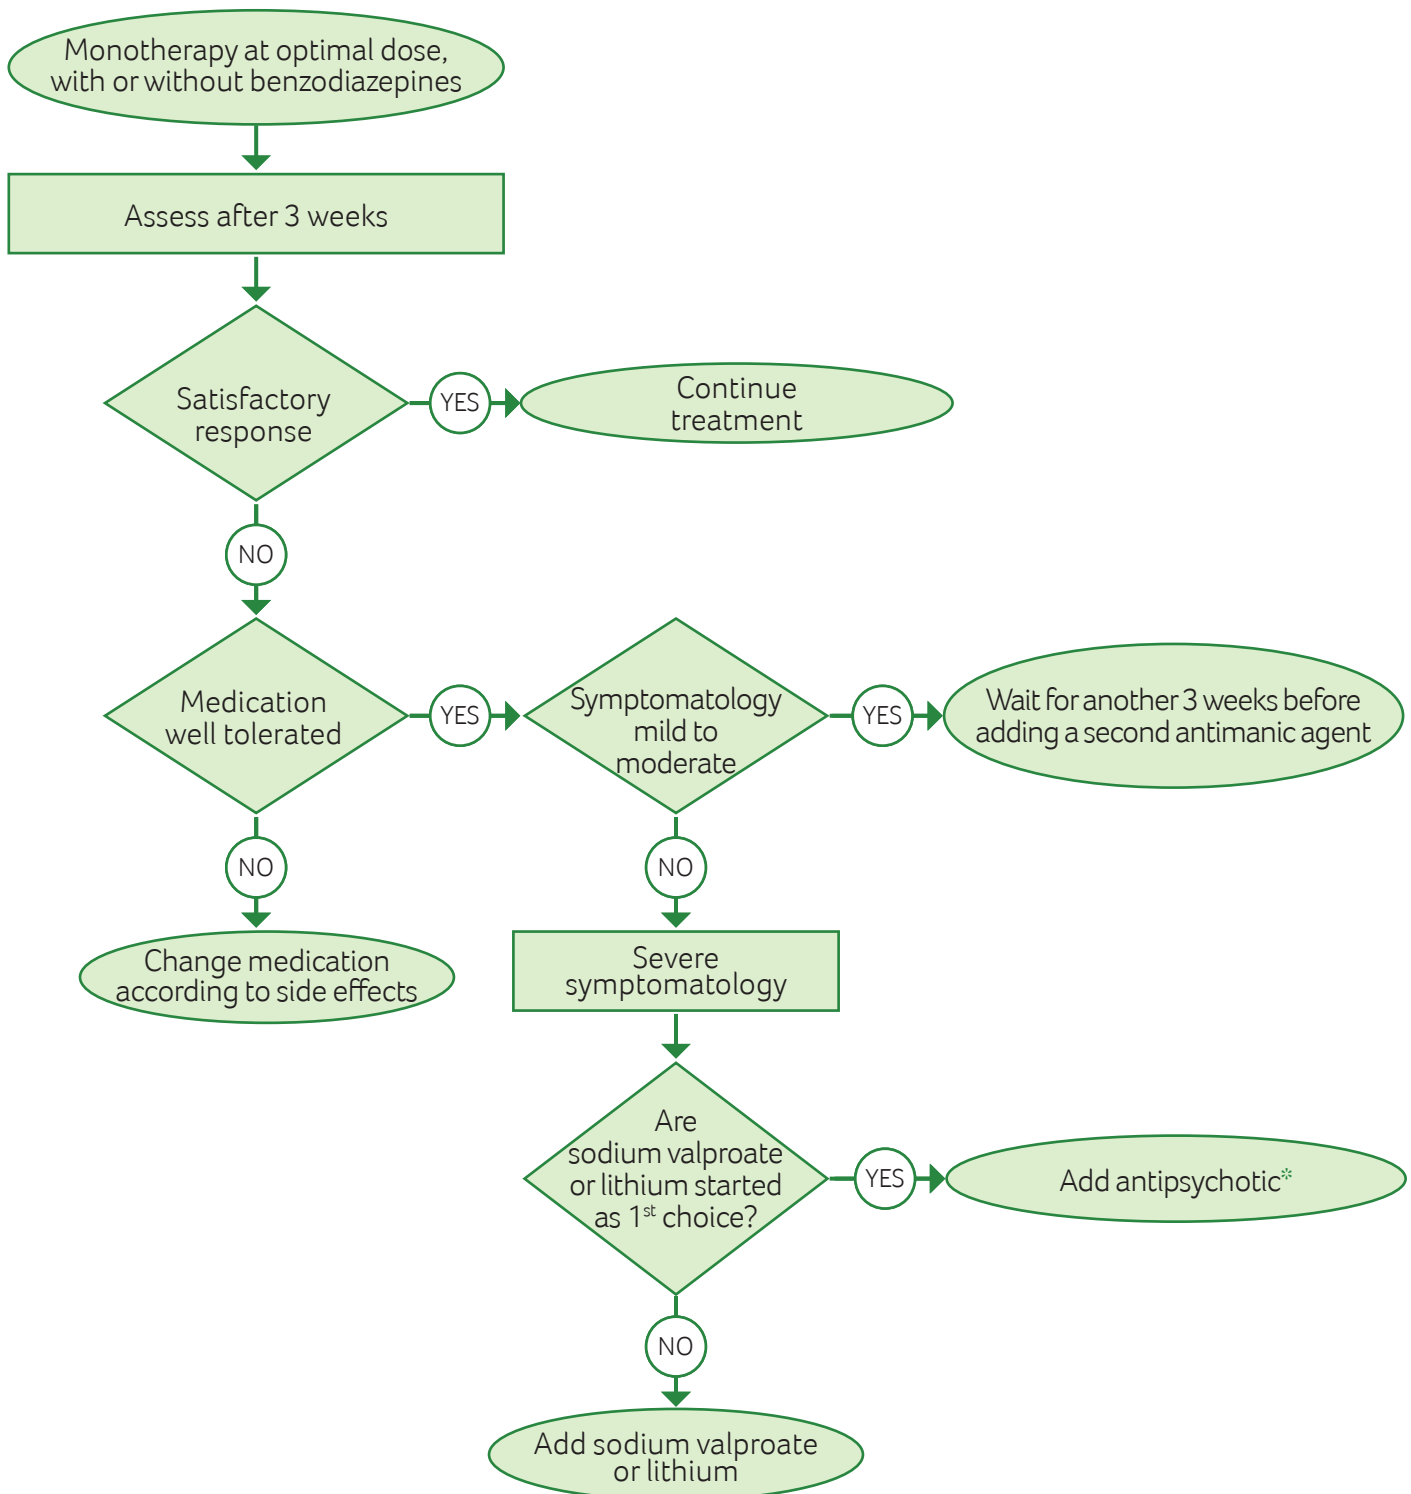 Monotherapy at optimal dose,
with or without benzodiazepines
Assess after 3 weeks
Satisfactory
response
YES
Continue
treatment
NO
Medication
well tolerated
YES
Symptomatology
mild to
moderate
YES
Wait for another 3 weeks before
adding a second antimanic agent
NO
NO
Change medication
according to side effects
Severe
symptomatology
Are
sodium valproate
or lithium started
as 1st choice?
YES
Add antipsychotic*
NO
Add sodium valproate
or lithium